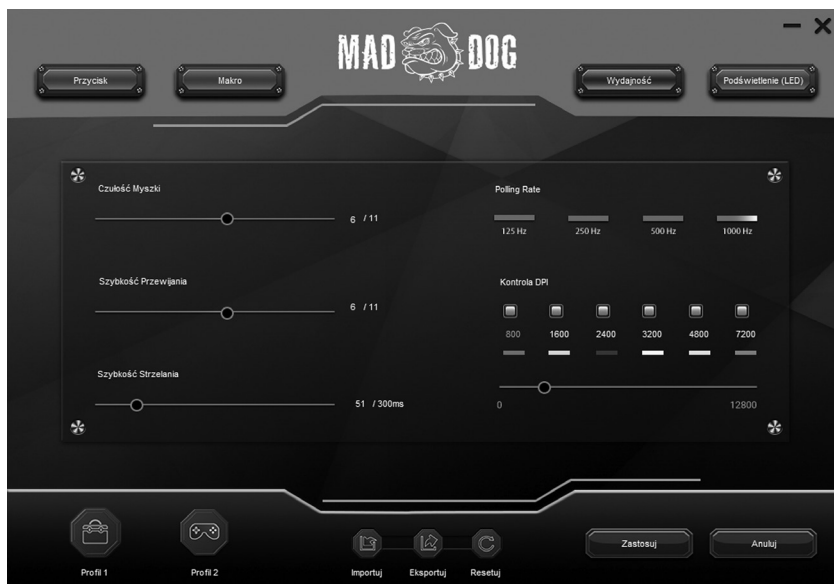 MAD DOG
Przycisk
Makro
Wydajność
Podświetlenie (LED)
Czułość Myszki
6 / 11
Szybkość Przewijania
6 / 11
Szybkość Strzelania
51 / 300ms
Polling Rate
125 Hz 250 Hz 500 Hz 1000 Hz
Kontrola DPI
800 1600 2400 3200 4800 7200
0 12800
Profil 1
Profil 2
Importuj
Eksportuj
Resetuj
Zastosuj
Anuluj